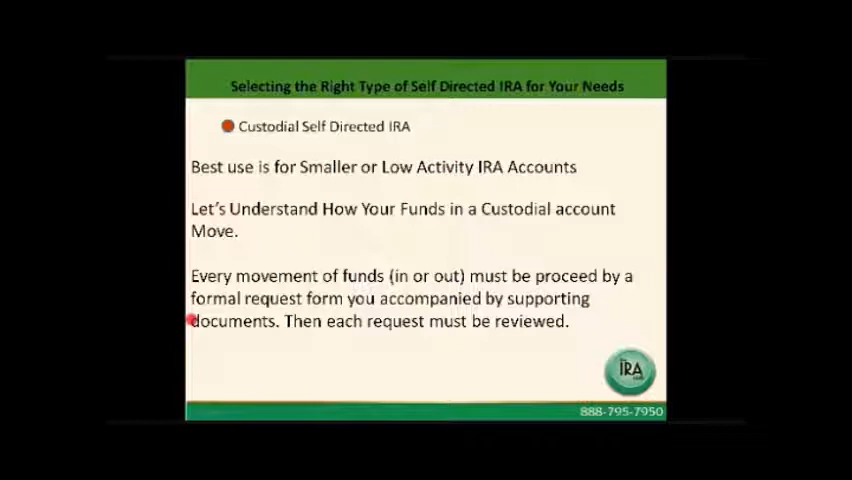 Selecting the Right Type of Self Directed IRA for Your Needs
Custodial Self Directed IRA
Best use is for Smaller or Low Activity IRA Accounts
Let's Understand How Your Funds in a Custodial account
Move.
Every movement of funds (in or out) must be proceed by a
formal request form you accompanied by supporting
documents. Then each request must be reviewed.
IRA
888-795-7950